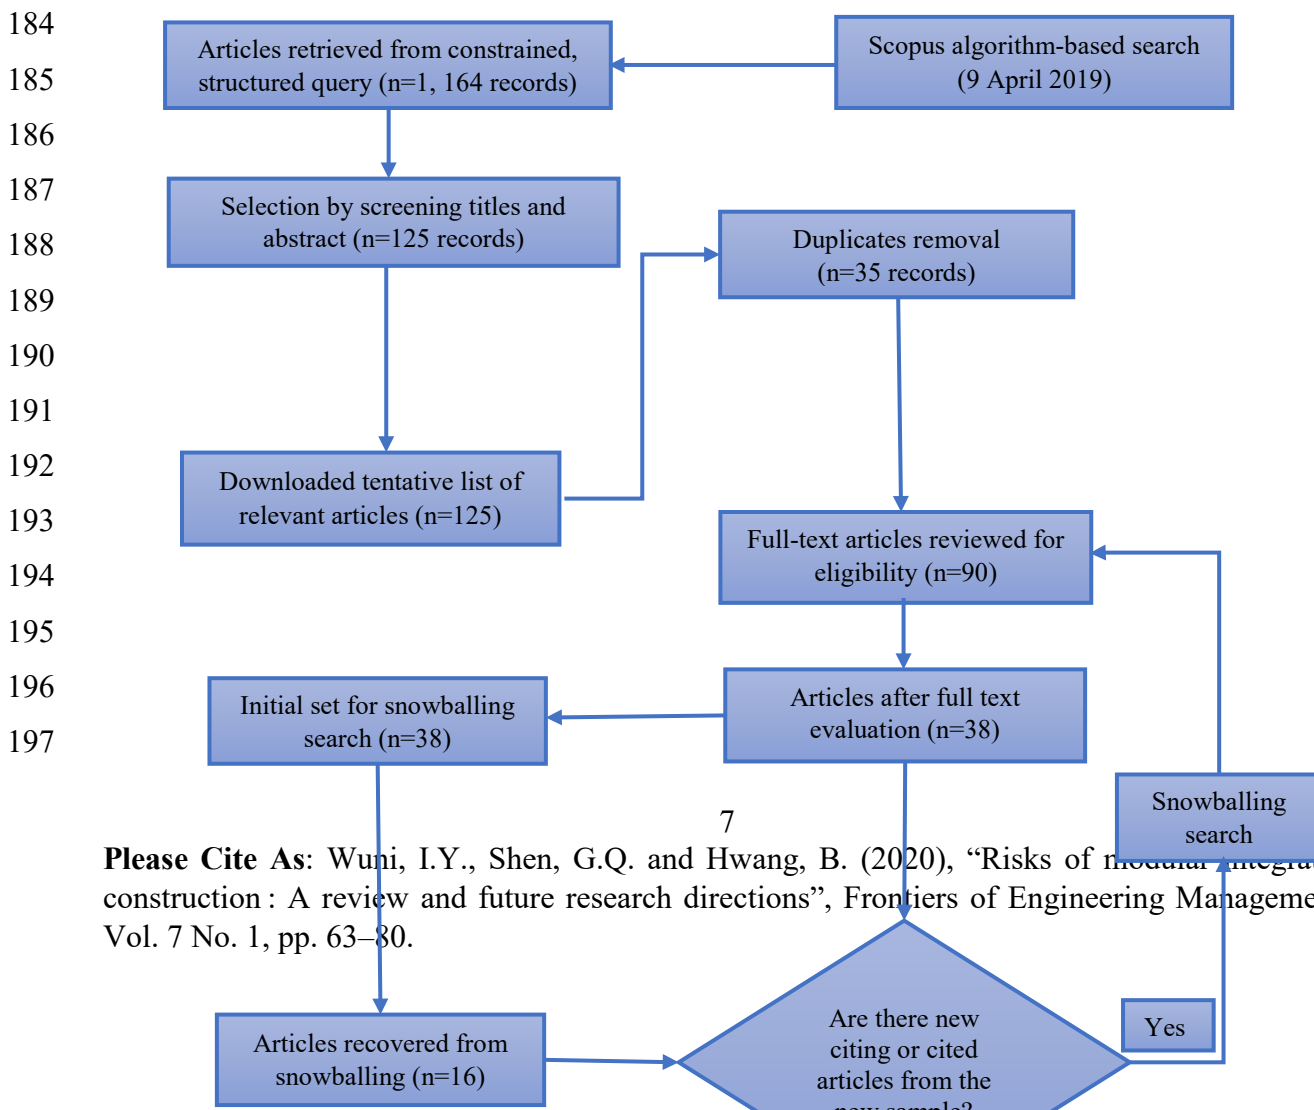 184
Articles retrieved from constrained,
structured query (n=1, 164 records)
Scopus algorithm-based search
(9 April 2019)
185
186
187
Selection by screening titles and
abstract (n=125 records)
188
Duplicates removal
(n=35 records)
189
190
191
192
Downloaded tentative list of
relevant articles (n=125)
193
Full-text articles reviewed for
eligibility (n=90)
194
195
196
Initial set for snowballing
search (n=38)
Articles after full text
evaluation (n=38)
197
Snowballing
search
7
Please Cite As: Wuni, I.Y., Shen, G.Q. and Hwang, B. (2020), “Risks of modular integrat
construction : A review and future research directions”, Frontiers of Engineering Manageme
Vol. 7 No. 1, pp. 63–80.
Articles recovered from
snowballing (n=16)
Are there new
citing or cited
articles from the
new sample?
Yes